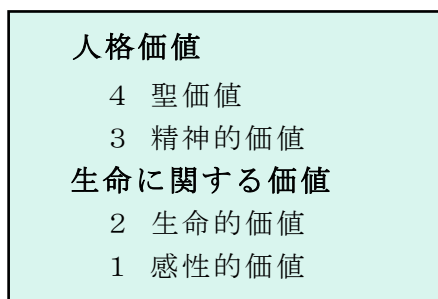 人格価値
４ 聖価値
３ 精神的価値
生命に関する価値
２ 生命的価値
１ 感性的価値